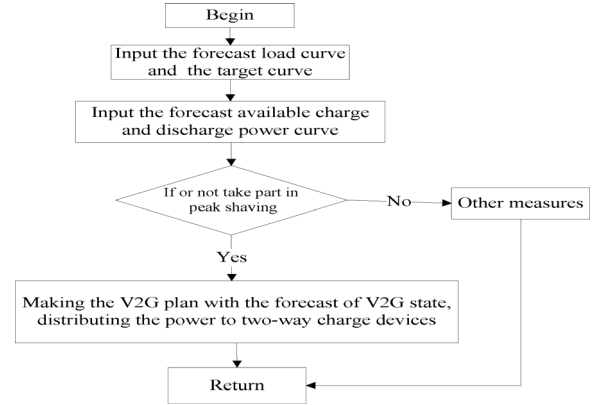 Begin
Input the forecast load curve
and the target curve
Input the forecast available charge
and discharge power curve
If or not take part in
peak shaving
No
Other measures
Yes
Making the V2G plan with the forecast of V2G state,
distributing the power to two-way charge devices
Return